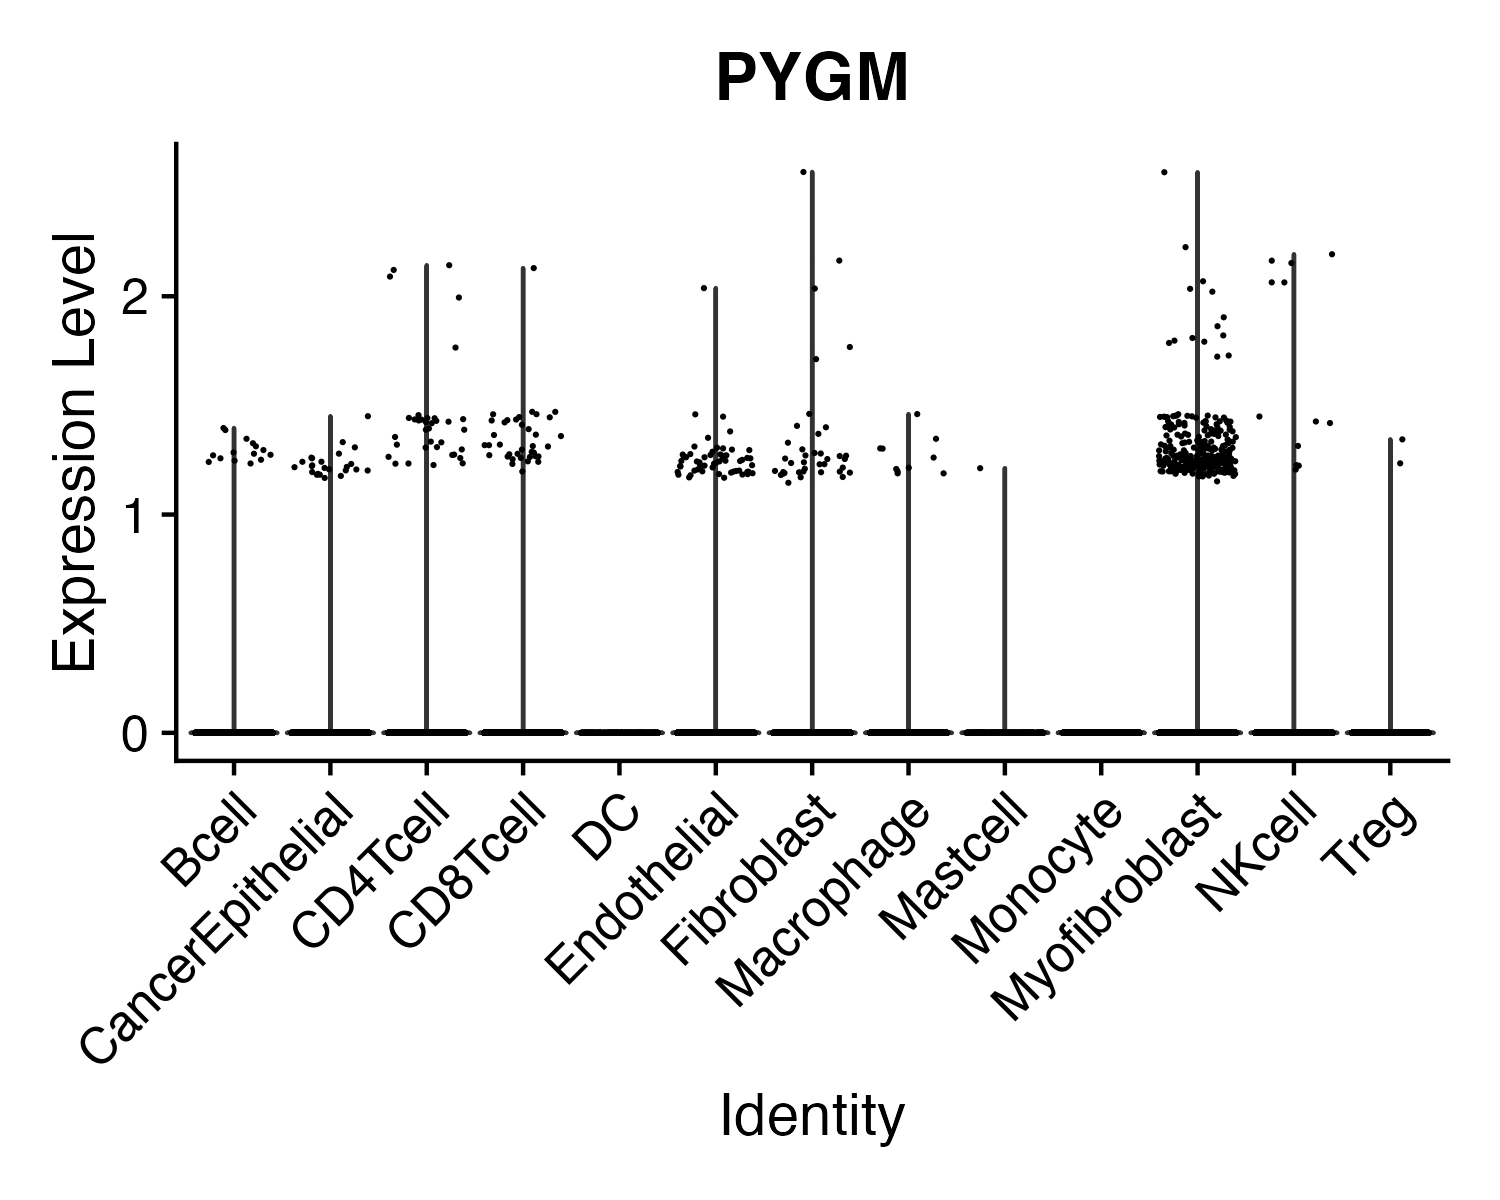 PYGM
Expression Level
2
1
0
Bcell
CancerEpithelial
CD4Tcell
CD8Tcell
DC
Endothelial
Fibroblast
Macrophage
Mastcell
Monocyte
Myofibroblast
NKcell
Treg
Identity